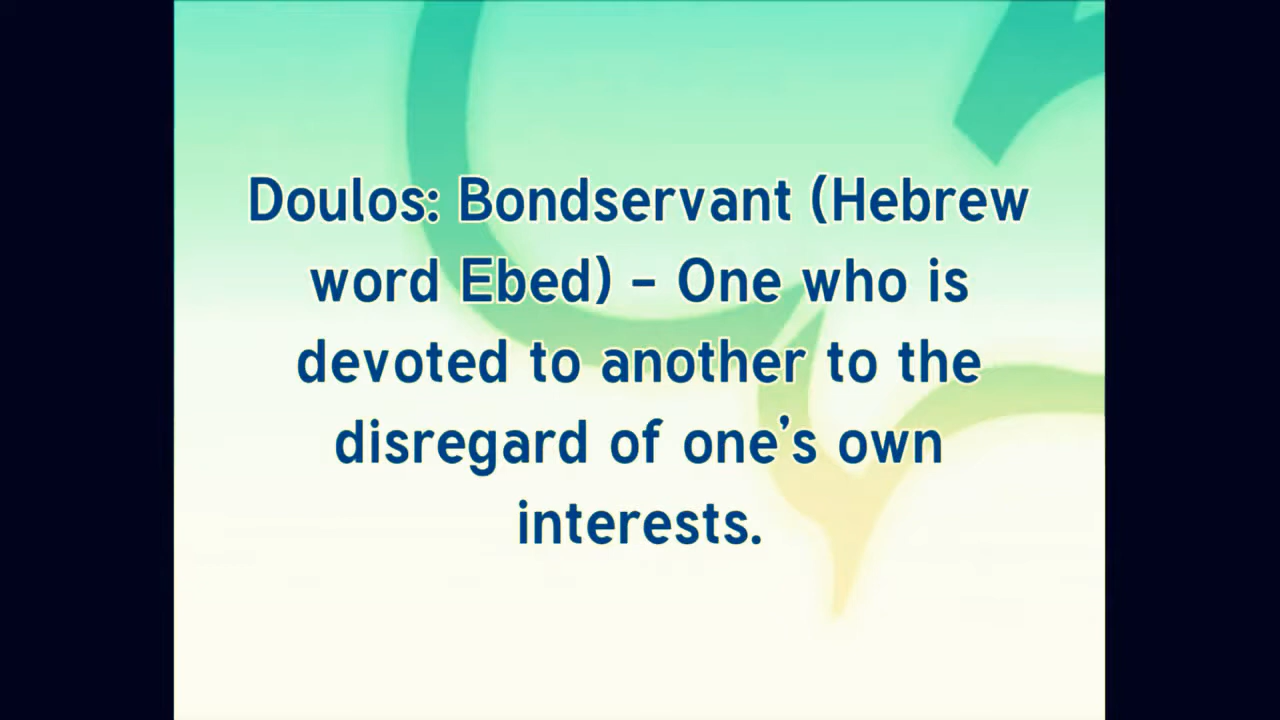 Doulos: Bondservant (Hebrew
word Ebed) – One who is
devoted to another to the
disregard of one’s own
interests.